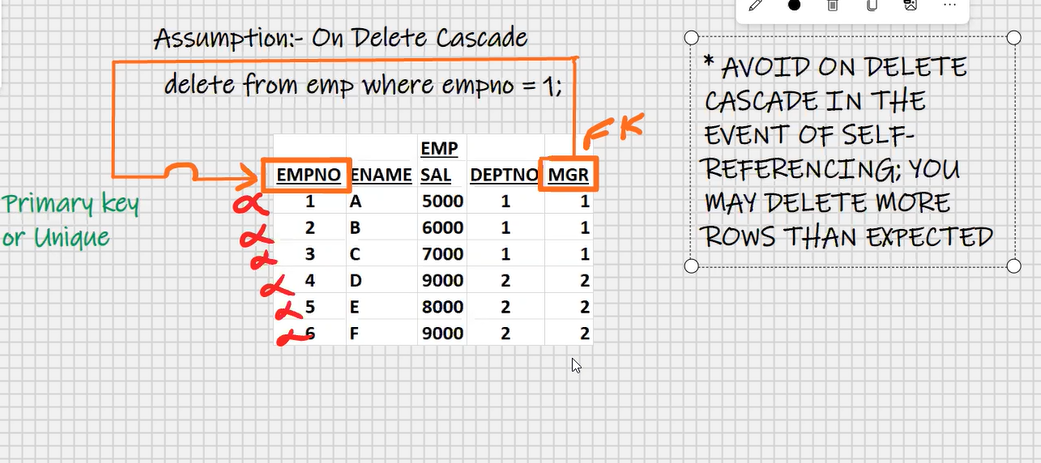 Assumption:- On Delete Cascade
delete from emp where empno = 1;
FK
EMP
EMPNO ENAME SAL DEPTNO MGR
1 A 5000 1 1
2 B 6000 1 1
3 C 7000 1 1
4 D 9000 2 2
5 E 8000 2 2
6 F 9000 2 2
Primary key
or Unique
* AVOID ON DELETE
CASCADE IN THE
EVENT OF SELF-
REFERENCING; YOU
MAY DELETE MORE
ROWS THAN EXPECTED